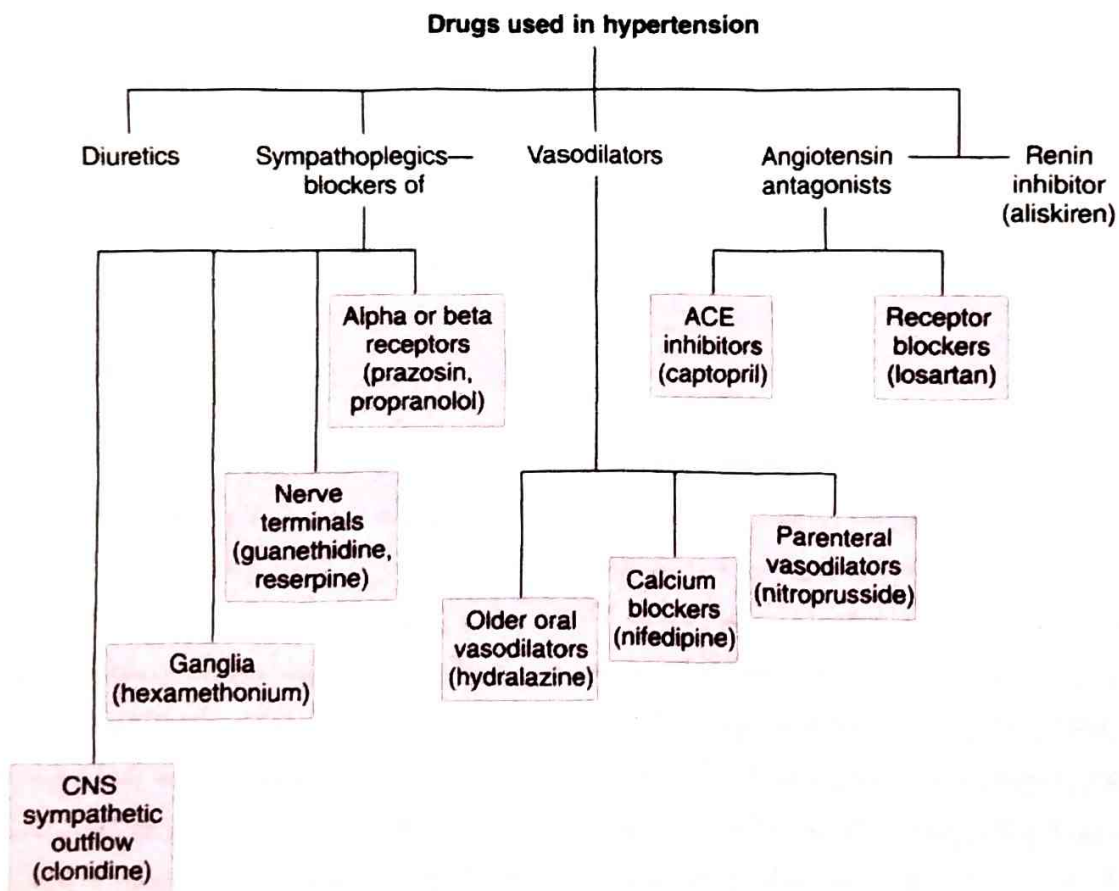 Drugs used in hypertension
Diuretics
Sympathoplegics—
blockers of
Vasodilators
Angiotensin
antagonists
Renin
inhibitor
(aliskiren)
Alpha or beta
receptors
(prazosin,
propranolol)
ACE
inhibitors
(captopril)
Receptor
blockers
(losartan)
Nerve
terminals
(guanethidine,
reserpine)
Older oral
vasodilators
(hydralazine)
Calcium
blockers
(nifedipine)
Parenteral
vasodilators
(nitroprusside)
Ganglia
(hexamethonium)
CNS
sympathetic
outflow
(clonidine)